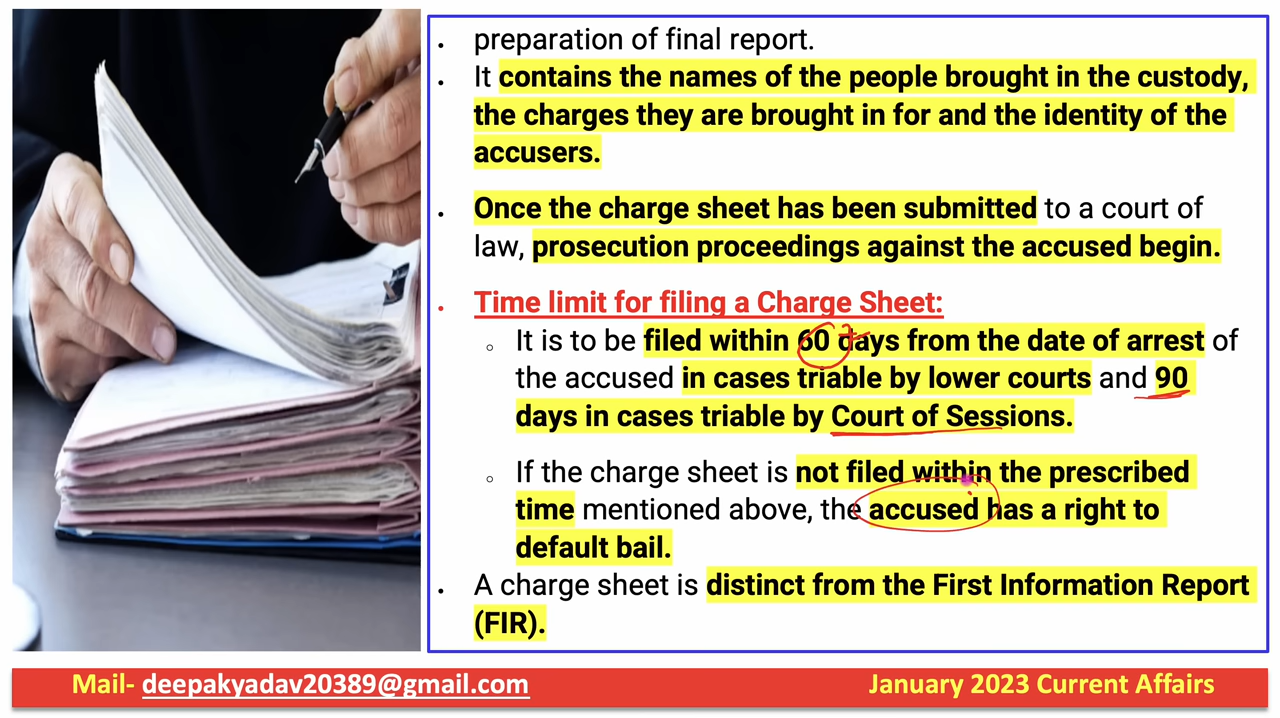 • preparation of final report.
• It contains the names of the people brought in the custody,
the charges they are brought in for and the identity of the
accusers.
• Once the charge sheet has been submitted to a court of
law, prosecution proceedings against the accused begin.
• Time limit for filing a Charge Sheet:
○ It is to be filed within 60 days from the date of arrest of
the accused in cases triable by lower courts and 90
days in cases triable by Court of Sessions.
○ If the charge sheet is not filed within the prescribed
time mentioned above, the accused has a right to
default bail.
• A charge sheet is distinct from the First Information Report
(FIR).
Mail- deepakyadav20389@gmail.com
January 2023 Current Affairs